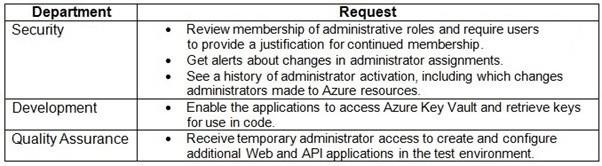 Department Request
Security • Review membership of administrative roles and require users
to provide a justification for continued membership.
• Get alerts about changes in administrator assignments.
• See a history of administrator activation, including which changes
administrators made to Azure resources.
Development • Enable the applications to access Azure Key Vault and retrieve keys
for use in code.
Quality Assurance • Receive temporary administrator access to create and configure
additional Web and API applications in the test environment.